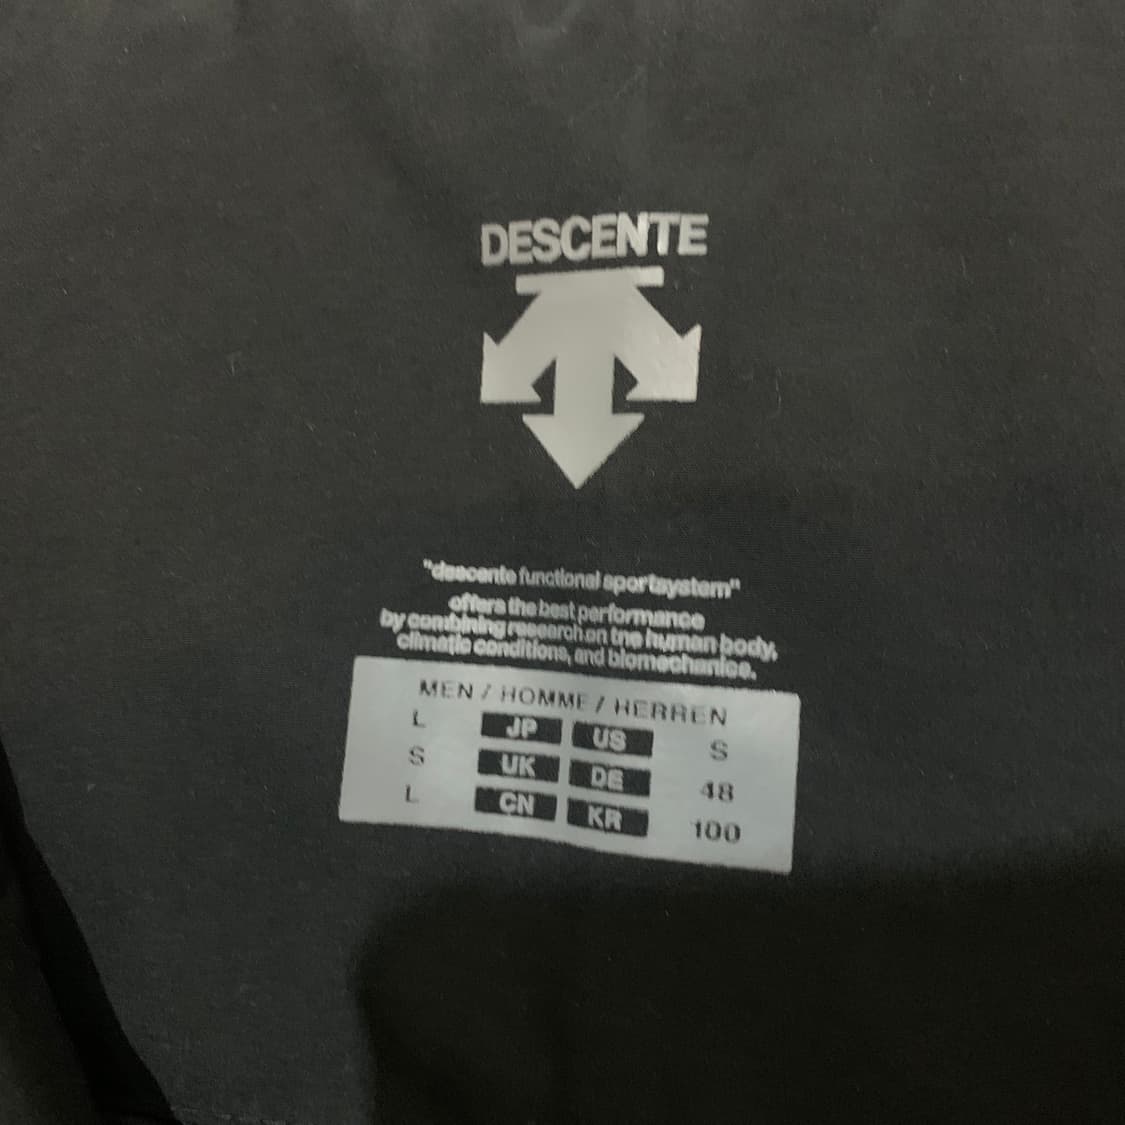 DESCENTE
"descente functional sportsystem"
offers the best performance
by combining research on the human body,
climatic conditions, and biomechanics.
MEN / HOMME / HERREN
L JP US S
S UK DE 48
L CN KR 100